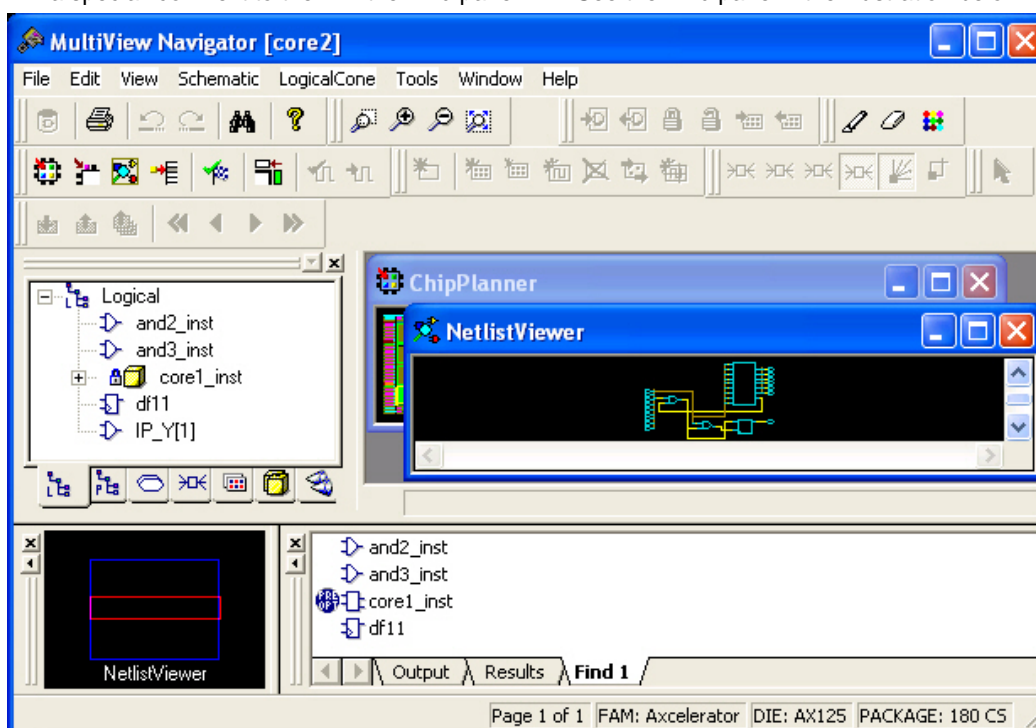 MultiView Navigator [core2]
File Edit View Schematic LogicalCone Tools Window Help
Logical
and2_inst
and3_inst
core1_inst
df11
IP_Y[1]
ChipPlanner
NetlistViewer
NetlistViewer
and2_inst
and3_inst
PRE OPT core1_inst
df11
Output Results Find 1
Page 1 of 1 FAM: Axcelerator DIE: AX125 PACKAGE: 180 CS